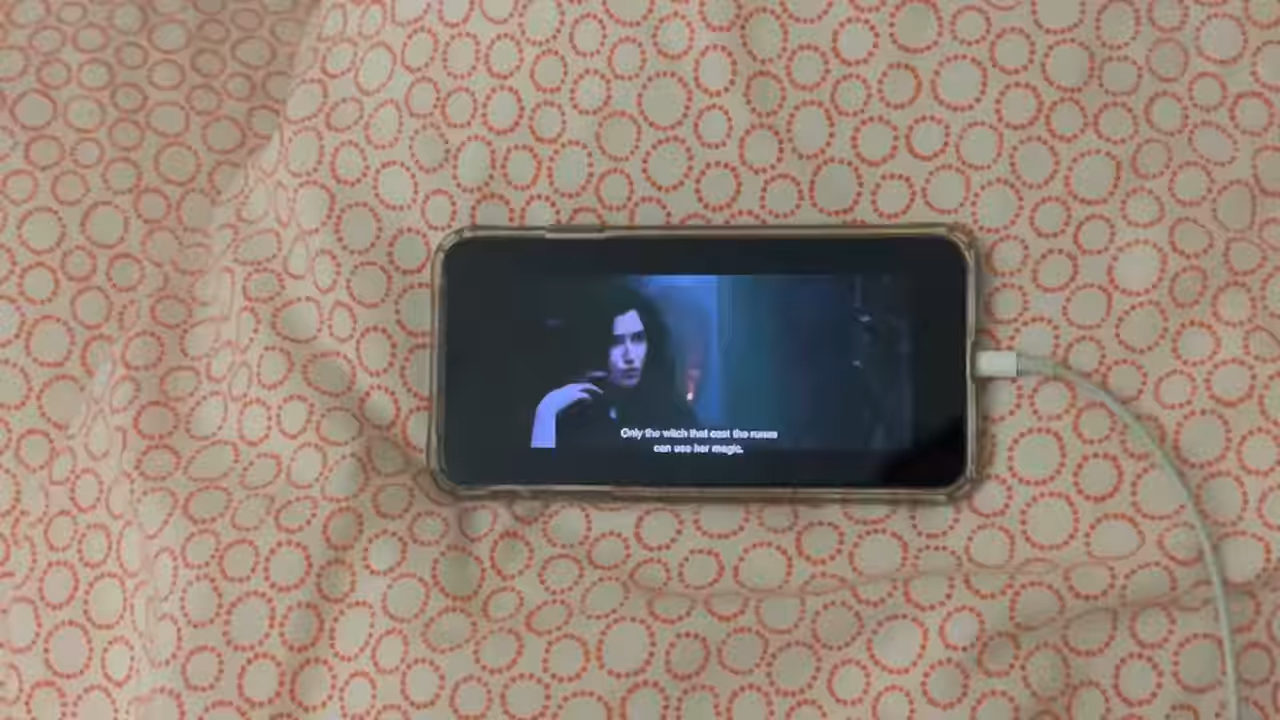 Only the witch that cast the runes
can use her magic.